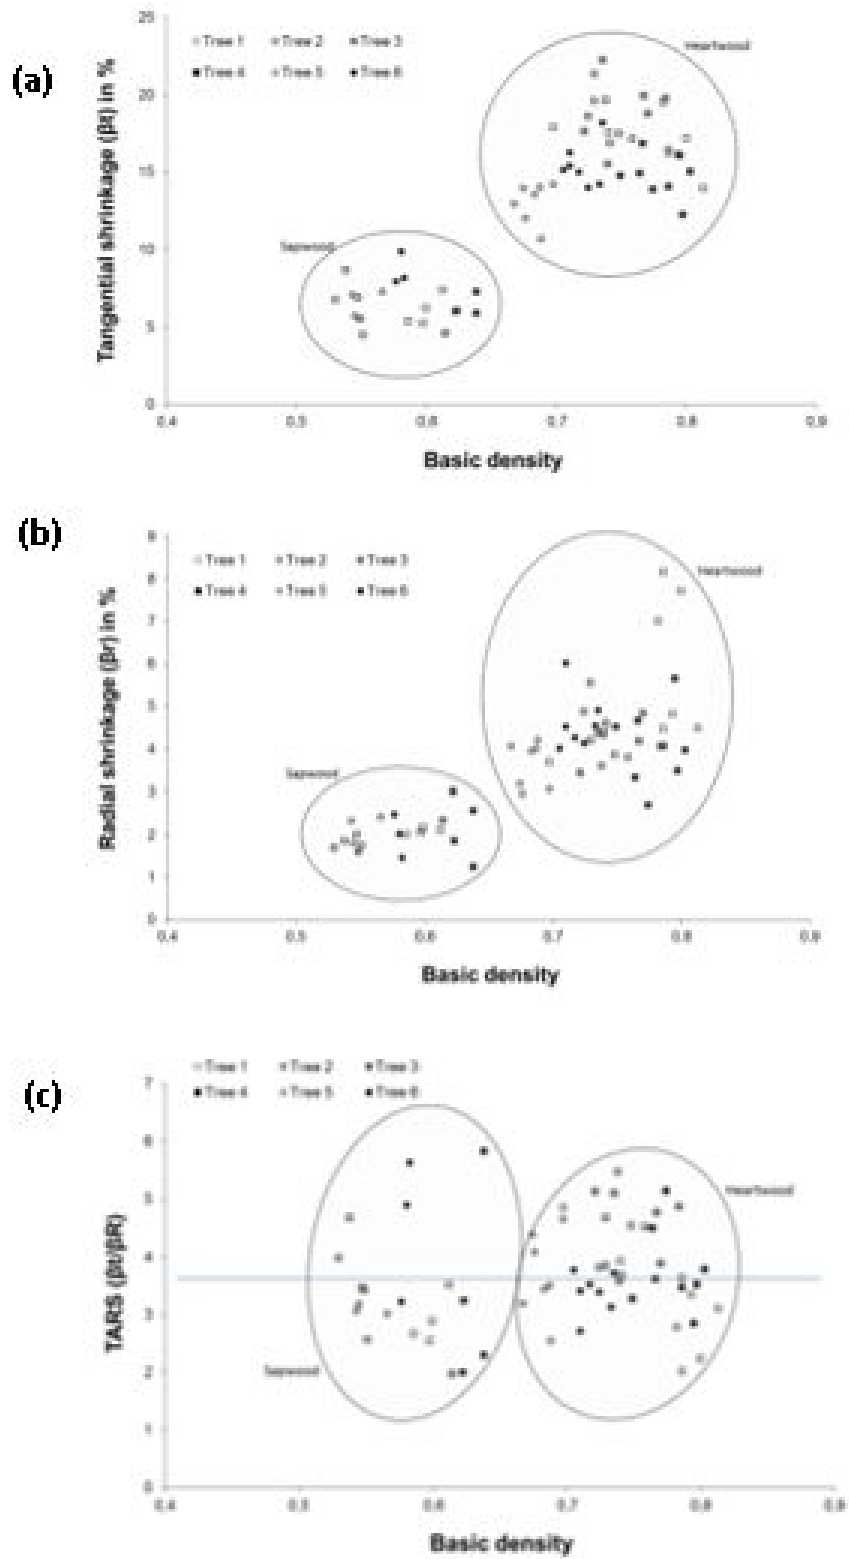 (a)
Tangential shrinkage (βt) in %
25
20
15
10
5
0
Tree 1 Tree 2 Tree 3
Tree 4 Tree 5 Tree 6
Heartwood
Sapwood
0,4 0,5 0,6 0,7 0,8 0,9
Basic density
(b)
Radial shrinkage (βr) in %
9
8
7
6
5
4
3
2
1
0
Tree 1 Tree 2 Tree 3
Tree 4 Tree 5 Tree 6
Heartwood
Sapwood
0,4 0,5 0,6 0,7 0,8 0,9
Basic density
(c)
TARS (βt/βR)
7
6
5
4
3
2
1
0
Tree 1 Tree 2 Tree 3
Tree 4 Tree 5 Tree 6
Heartwood
Sapwood
0,4 0,5 0,6 0,7 0,8 0,9
Basic density